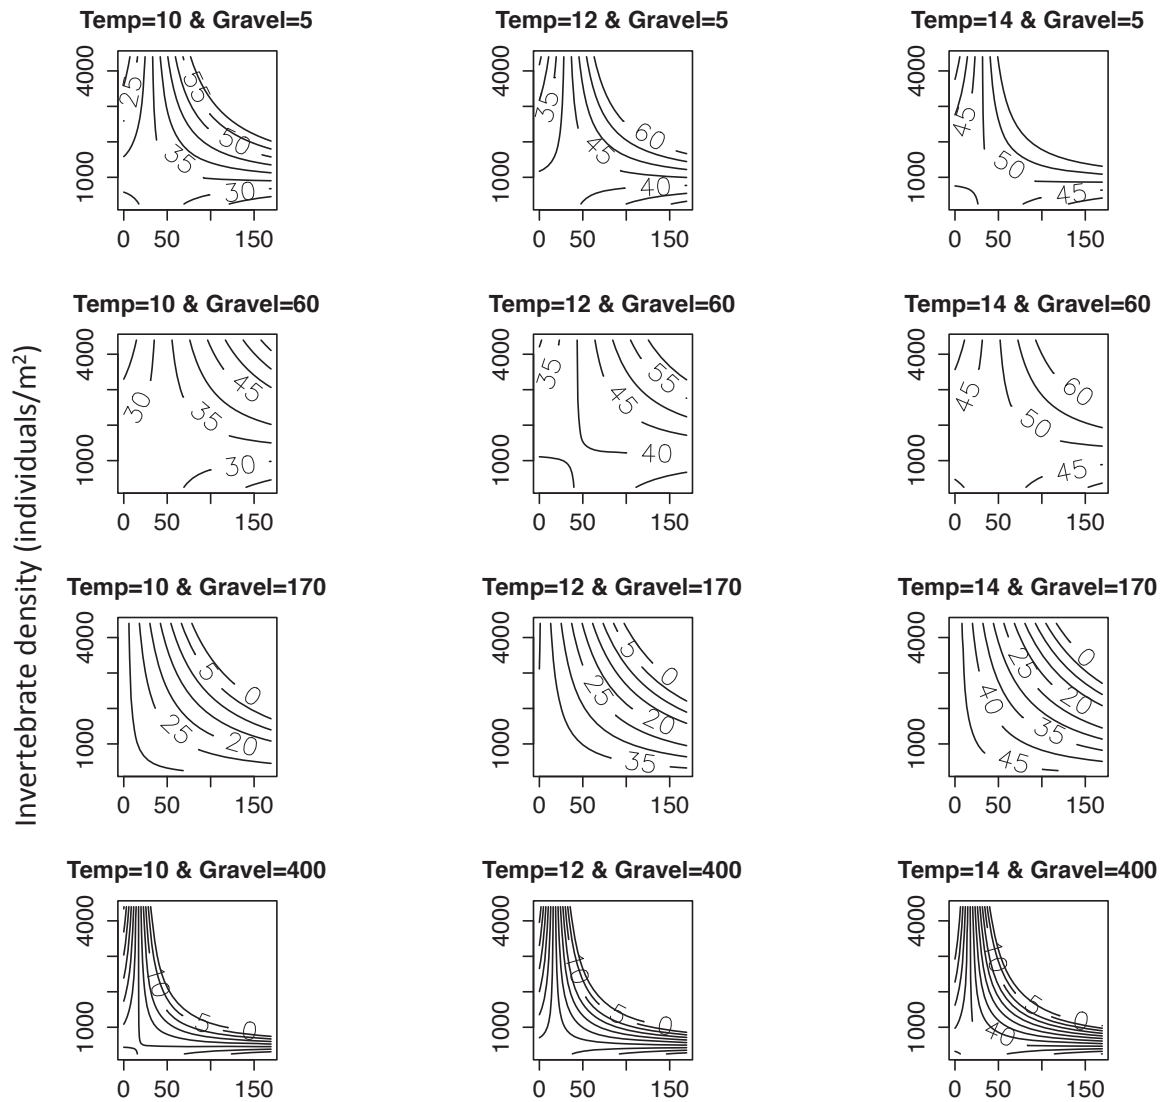 Temp=10 & Gravel=5
Temp=12 & Gravel=5
Temp=14 & Gravel=5
4000
1000
25
55
50
35
30
0 50 150
4000
1000
35
60
45
40
0 50 150
4000
1000
45
50
45
0 50 150
Temp=10 & Gravel=60
Temp=12 & Gravel=60
Temp=14 & Gravel=60
4000
1000
30
45
35
30
0 50 150
4000
1000
35
55
45
40
0 50 150
4000
1000
45
60
50
45
0 50 150
Invertebrate density (individuals/m²)
Temp=10 & Gravel=170
Temp=12 & Gravel=170
Temp=14 & Gravel=170
4000
1000
5
0
25
20
0 50 150
4000
1000
5
0
25
20
35
0 50 150
4000
1000
0
25
40
20
35
45
0 50 150
Temp=10 & Gravel=400
Temp=12 & Gravel=400
Temp=14 & Gravel=400
4000
1000
10
5
0
0 50 150
4000
1000
10
5
0
0 50 150
4000
1000
10
5
0
40
0 50 150